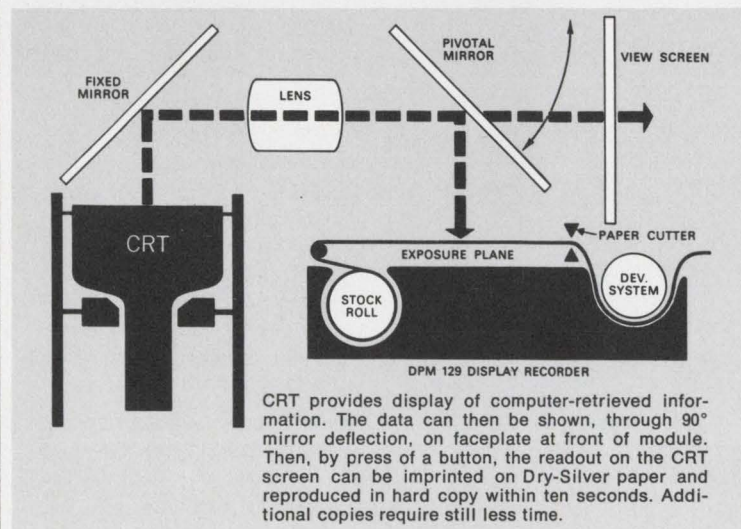 FIXED
MIRROR
LENS
PIVOTAL
MIRROR
VIEW SCREEN
CRT
PAPER CUTTER
EXPOSURE PLANE
STOCK
ROLL
DEV.
SYSTEM
DPM 129 DISPLAY RECORDER
CRT provides display of computer-retrieved infor-
mation. The data can then be shown, through 90°
mirror deflection, on faceplate at front of module.
Then, by press of a button, the readout on the CRT
screen can be imprinted on Dry-Silver paper and
reproduced in hard copy within ten seconds. Addi-
tional copies require still less time.